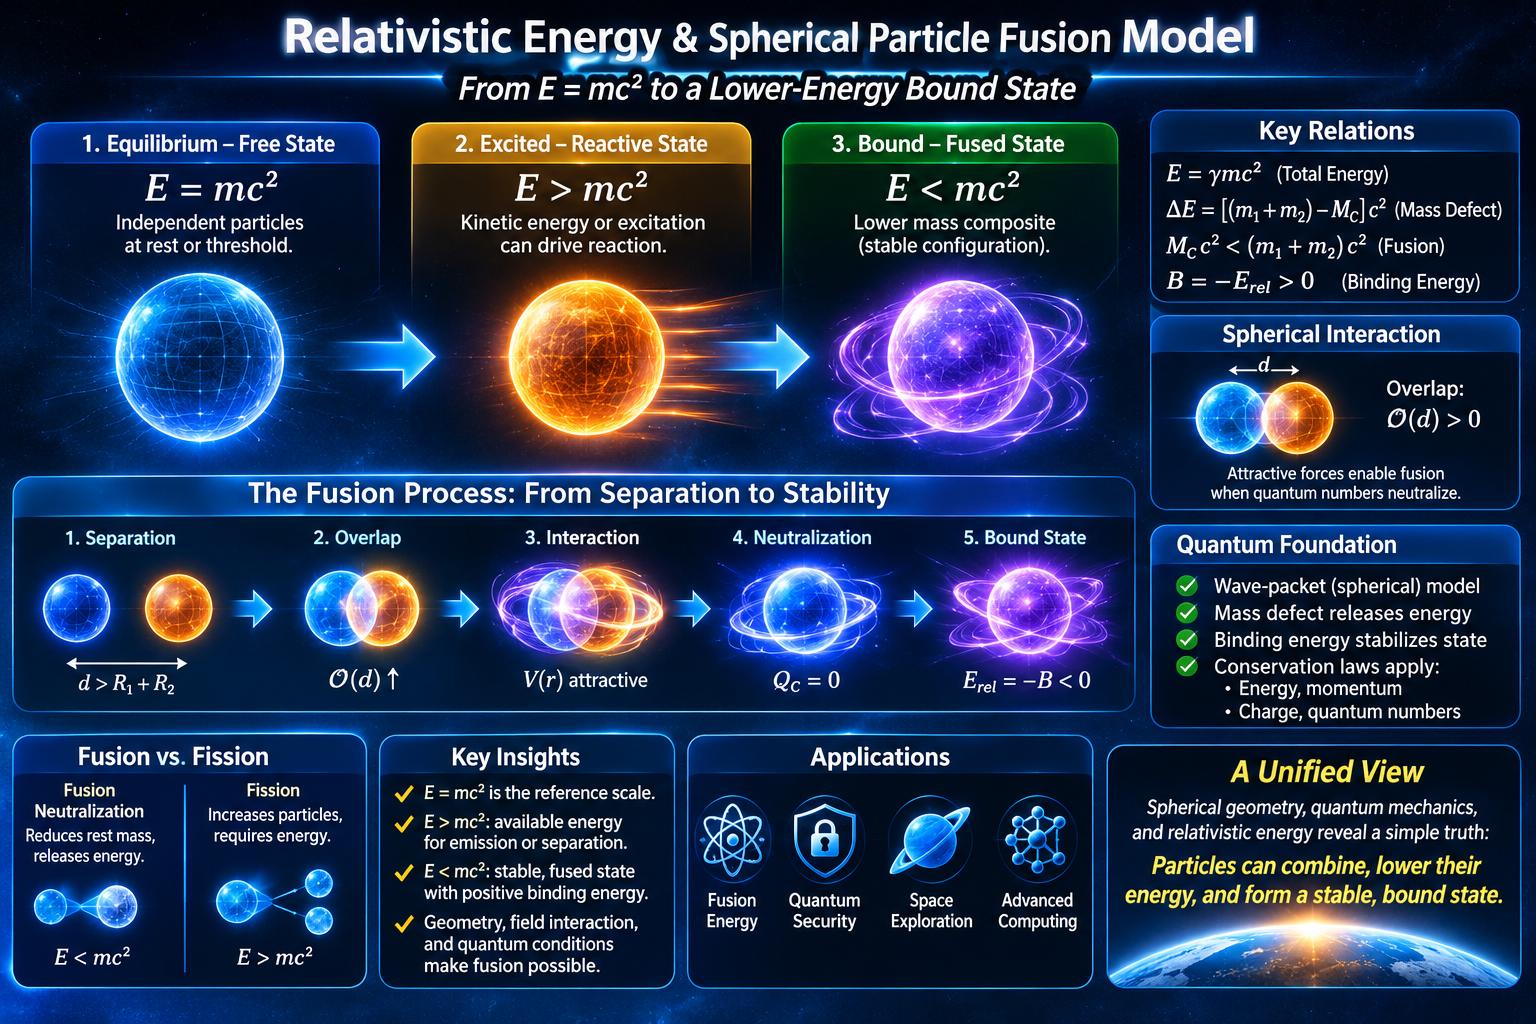 Relativistic Energy & Spherical Particle Fusion Model
From E = mc² to a Lower-Energy Bound State
1. Equilibrium – Free State
E = mc²
Independent particles
at rest or threshold.
2. Excited – Reactive State
E > mc²
Kinetic energy or excitation
can drive reaction.
3. Bound – Fused State
E < mc²
Lower mass composite
(stable configuration).
Key Relations
E = γmc² (Total Energy)
ΔE = [(m₁+m₂)–M_C]c² (Mass Defect)
M_C c² < (m₁ + m₂)c² (Fusion)
B = −E_rel > 0 (Binding Energy)
Spherical Interaction
d
Overlap:
𝒪(d) > 0
Attractive forces enable fusion
when quantum numbers neutralize.
The Fusion Process: From Separation to Stability
1. Separation
d > R₁ + R₂
2. Overlap
𝒪(d) ↑
3. Interaction
V(r) attractive
4. Neutralization
Q_C = 0
5. Bound State
E_rel = −B < 0
Quantum Foundation
Wave-packet (spherical) model
Mass defect releases energy
Binding energy stabilizes state
Conservation laws apply:
• Energy, momentum
• Charge, quantum numbers
Fusion vs. Fission
Fusion
Neutralization
Reduces rest mass,
releases energy.
E < mc²
Fission
Increases particles,
requires energy.
E > mc²
Key Insights
E = mc² is the reference scale.
E > mc²: available energy
for emission or separation.
E < mc²: stable, fused state
with positive binding energy.
Geometry, field interaction,
and quantum conditions
make fusion possible.
Applications
Fusion
Energy
Quantum
Security
Space
Exploration
Advanced
Computing
A Unified View
Spherical geometry, quantum mechanics,
and relativistic energy reveal a simple truth:
Particles can combine, lower their
energy, and form a stable, bound state.